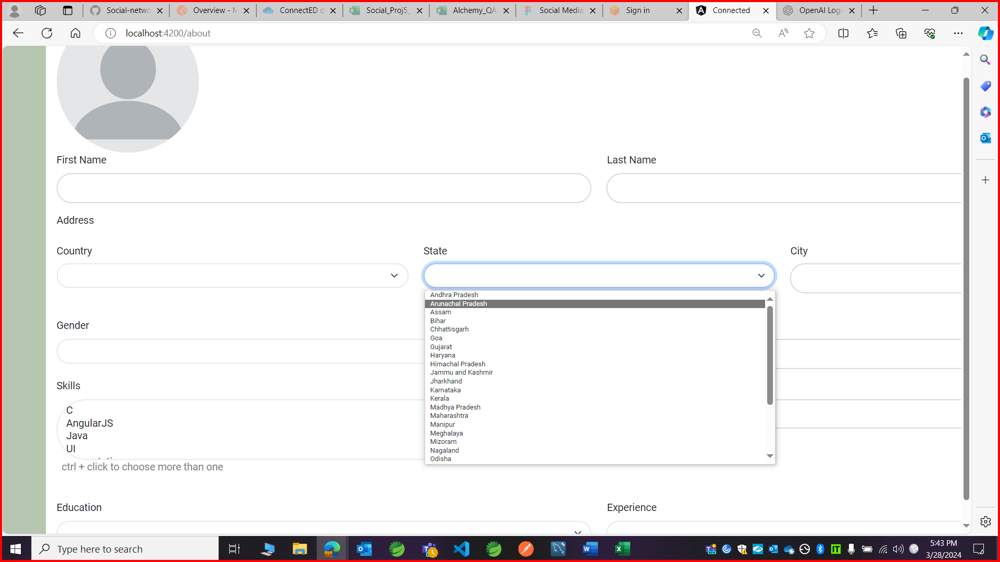 Social-netwo
Overview - M
ConnectED d
Social_Proj5_
Alchemy_QA
Social Media
Sign in
Connected
OpenAI Logi
localhost:4200/about
First Name
Last Name
Address
Country
State
City
Andhra Pradesh
Arunachal Pradesh
Assam
Bihar
Chhattisgarh
Goa
Gujarat
Haryana
Himachal Pradesh
Jammu and Kashmir
Jharkhand
Karnataka
Kerala
Madhya Pradesh
Maharashtra
Manipur
Meghalaya
Mizoram
Nagaland
Odisha
Gender
Skills
C
AngularJS
Java
UI
ctrl + click to choose more than one
Education
Experience
Type here to search
5:43 PM
3/28/2024